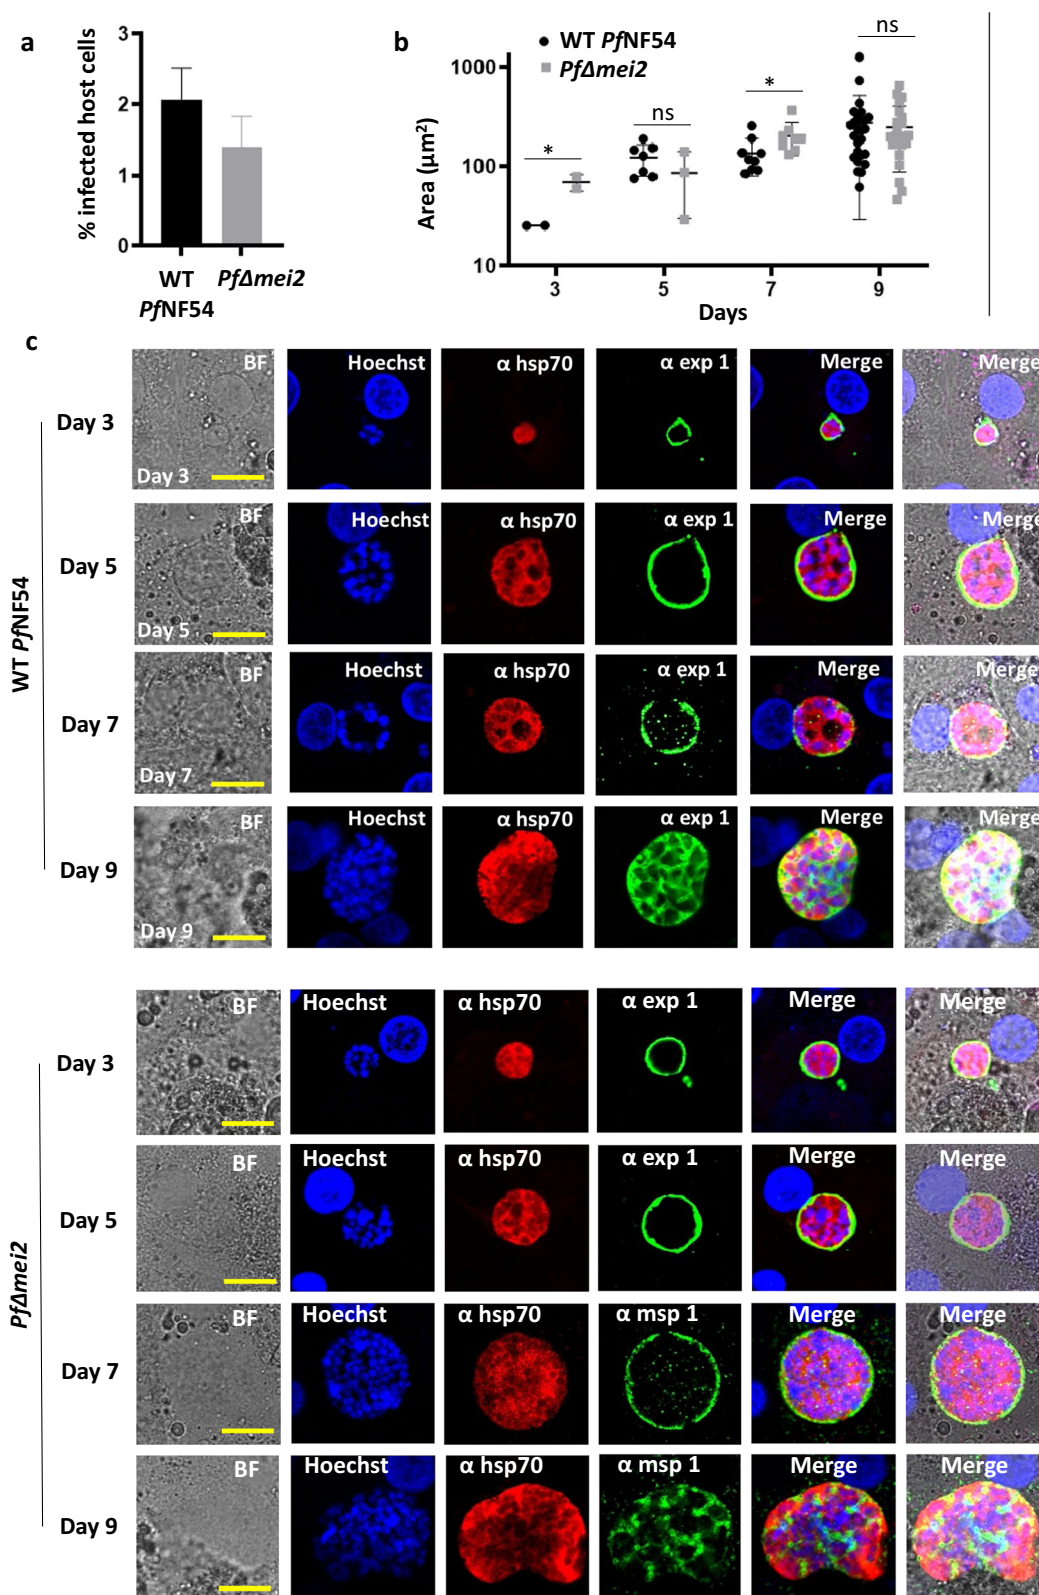 a
% infected host cells
3
2
1
0
WT
PfNF54
PfΔmei2
b
WT PfNF54
PfΔmei2
Area (µm²)
1000
100
10
*
ns
*
ns
3 5 7 9
Days
c
WT PfNF54
Day 3
BF
Day 3
Hoechst
α hsp70
α exp 1
Merge
Day 5
BF
Day 5
Hoechst
α hsp70
α exp 1
Merge
Merge
Day 7
BF
Day 7
Hoechst
α hsp70
α exp 1
Merge
Merge
Day 9
BF
Day 9
Hoechst
α hsp70
α exp 1
Merge
Merge
PfΔmei2
Day 3
BF
Hoechst
α hsp70
α exp 1
Merge
Merge
Day 5
BF
Hoechst
α hsp70
α exp 1
Merge
Merge
Day 7
BF
Hoechst
α hsp70
α msp 1
Merge
Merge
Day 9
BF
Hoechst
α hsp70
α msp 1
Merge
Merge